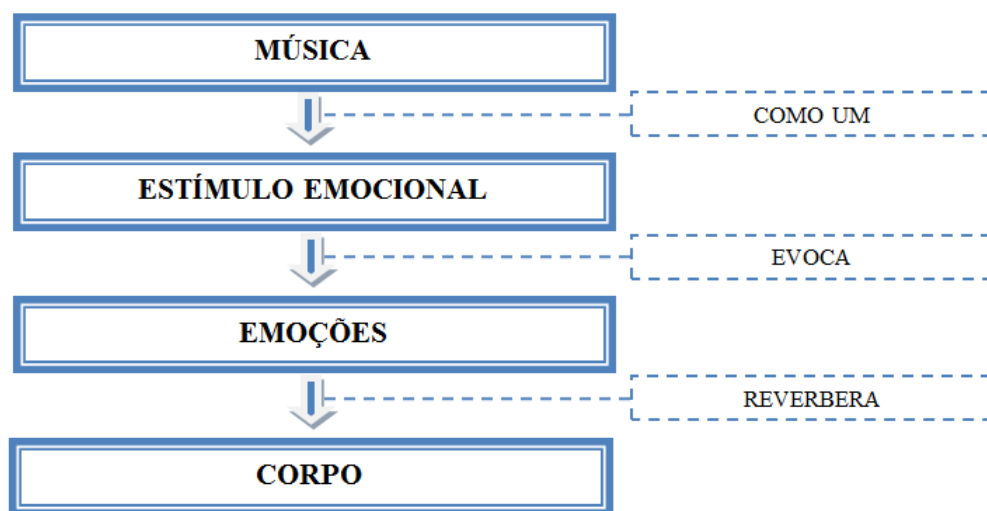 MÚSICA
COMO UM
ESTÍMULO EMOCIONAL
EVOCA
EMOÇÕES
REVERBERA
CORPO